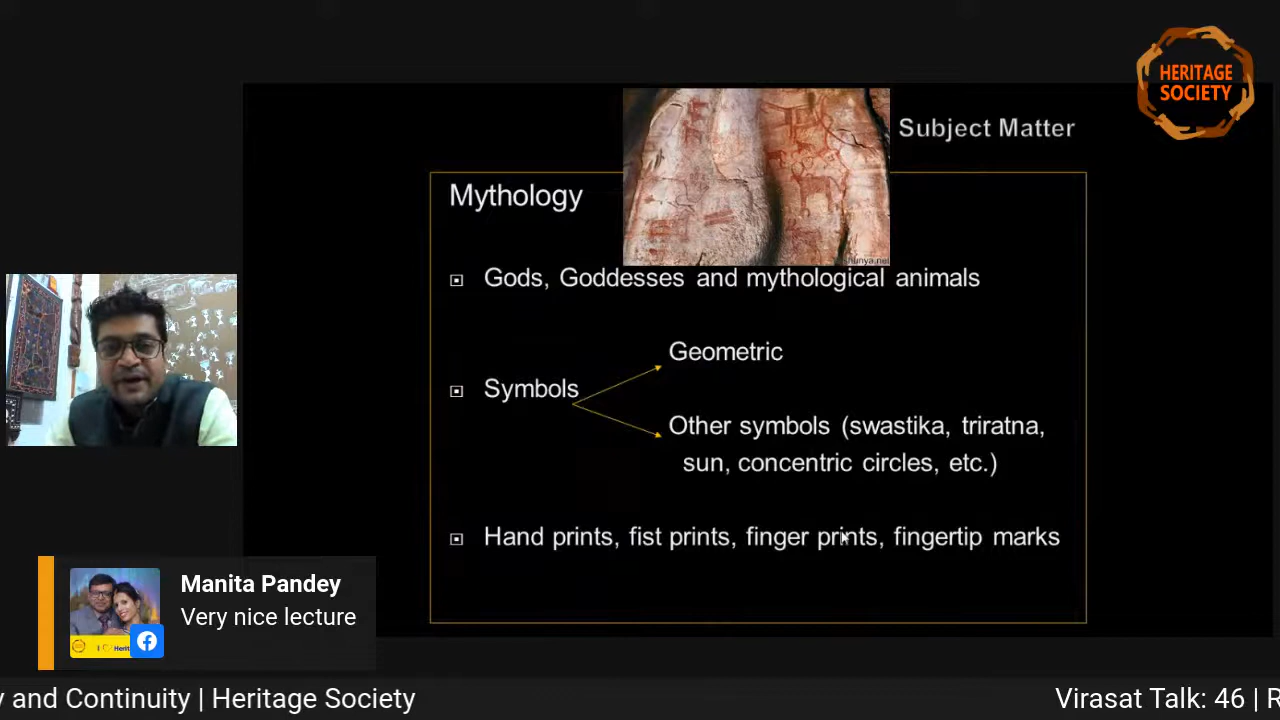 HERITAGE
SOCIETY
Subject Matter
Mythology
Gods, Goddesses and mythological animals
Geometric
Symbols
Other symbols (swastika, triratna,
sun, concentric circles, etc.)
Hand prints, fist prints, finger prints, fingertip marks
Manita Pandey
Very nice lecture
y and Continuity | Heritage Society
Virasat Talk: 46 | R